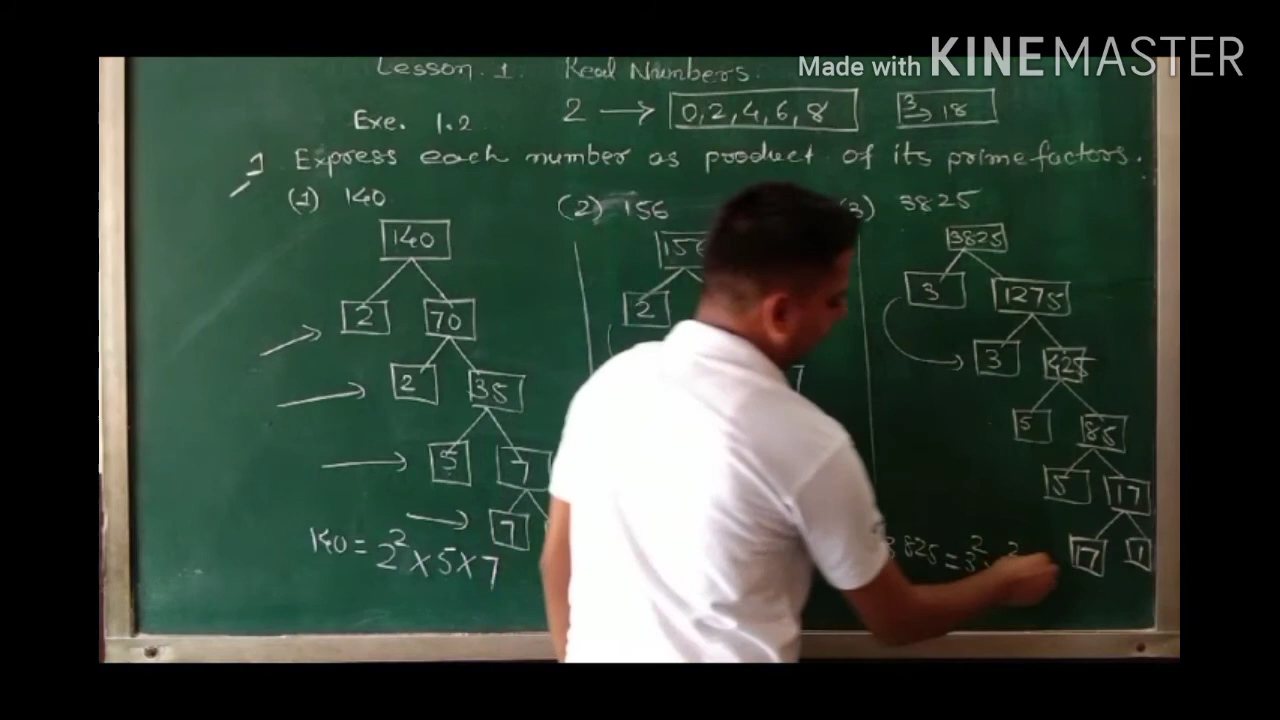 Made with KINEMASTER
Lesson. 1. Real Numbers.
Exe. 1.2
2 → 0,2,4,6,8
3 → 18
1 Express each number as product of its prime factors.
(1) 140
(2) 156
(3) 3825
140
2 70
2 35
5 7
7
140 = 2² × 5 × 7
2
3825
3 1275
3 425
5 85
5 17
17 1
3825 = 3²